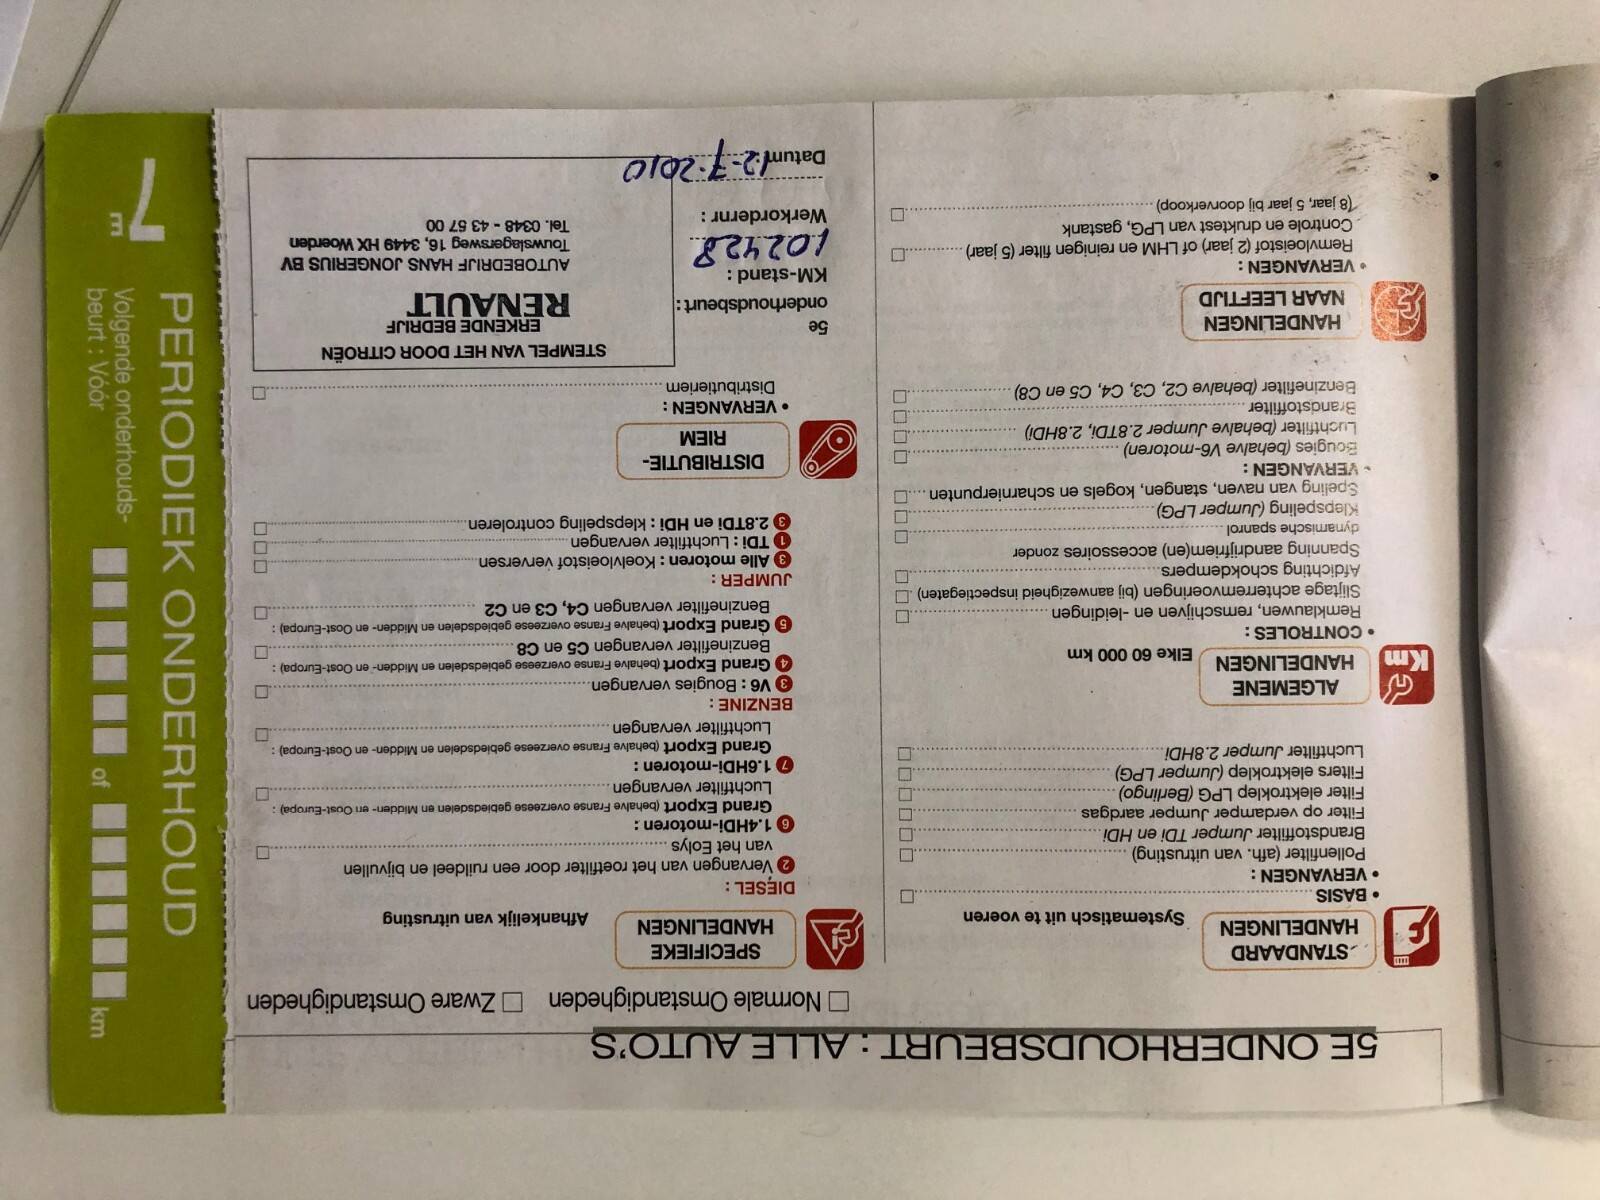 5E ONDERHOUDSBEURT : ALLE AUTO'S
Normale Omstandigheden
Zware Omstandigheden
STANDAARD
HANDELINGEN
Systematisch uit te voeren
• BASIS
• VERVANGEN :
Pollenfilter (afh. van uitrusting)
Brandstoffilter Jumper TDi en HDi
Filter op verdamper Jumper aardgas
Filter elektroklep LPG (Berlingo)
Filters elektroklep (Jumper LPG)
Luchtfilter Jumper 2.8HDi
Km
ALGEMENE
HANDELINGEN
Elke 60 000 km
• CONTROLES :
Remklauwen, remschijven en -leidingen
Slijtage achterremvoeringen (bij aanwezigheid inspectiegaten)
Afdichting schokdempers
Spanning aandrijfriem(en) accessoires zonder
dynamische spanrol
Klepspeling (Jumper LPG)
Speling van naven, stangen, kogels en scharnierpunten
• VERVANGEN :
Bougies (behalve V6-motoren)
Luchtfilter (behalve Jumper 2.8TDi, 2.8HDi)
Brandstoffilter
Benzinefilter (behalve C2, C3, C4, C5 en C8)
HANDELINGEN
NAAR LEEFTIJD
• VERVANGEN :
Remvloeistof (2 jaar) of LHM en reinigen filter (5 jaar)
Controle en druktest van LPG, gastank
(8 jaar, 5 jaar bij doorverkoop)
SPECIFIEKE
HANDELINGEN
Afhankelijk van uitrusting
DIESEL :
2 Vervangen van het roetfilter door een ruildeel en bijvullen
van het Eolys
6 1.4HDi-motoren :
Grand Export (behalve Franse overzeese gebiedsdelen en Midden- en Oost-Europa) :
Luchtfilter vervangen
7 1.6HDi-motoren :
Grand Export (behalve Franse overzeese gebiedsdelen en Midden- en Oost-Europa) :
Luchtfilter vervangen
BENZINE :
3 V6 : Bougies vervangen
4 Grand Export (behalve Franse overzeese gebiedsdelen en Midden- en Oost-Europa) :
Benzinefilter vervangen C5 en C8
5 Grand Export (behalve Franse overzeese gebiedsdelen en Midden- en Oost-Europa) :
Benzinefilter vervangen C4, C3 en C2
JUMPER :
3 Alle motoren : Koelvloeistof verversen
1 TDi : Luchtfilter vervangen
3 2.8TDi en HDi : klepspeling controleren
DISTRIBUTIE-
RIEM
• VERVANGEN :
Distributieriem
5e
onderhoudsbeurt :
KM-stand :
102428
Werkordernr :
Datum 12-7-2010
STEMPEL VAN HET DOOR CITROËN
ERKENDE BEDRIJF
RENAULT
AUTOBEDRIJF HANS JONGERIUS BV
Touwslagersweg 16, 3449 HX Woerden
Tel. 0348 - 43 57 00
PERIODIEK ONDERHOUD
7E
Volgende onderhouds-
beurt : Vóór
of
km